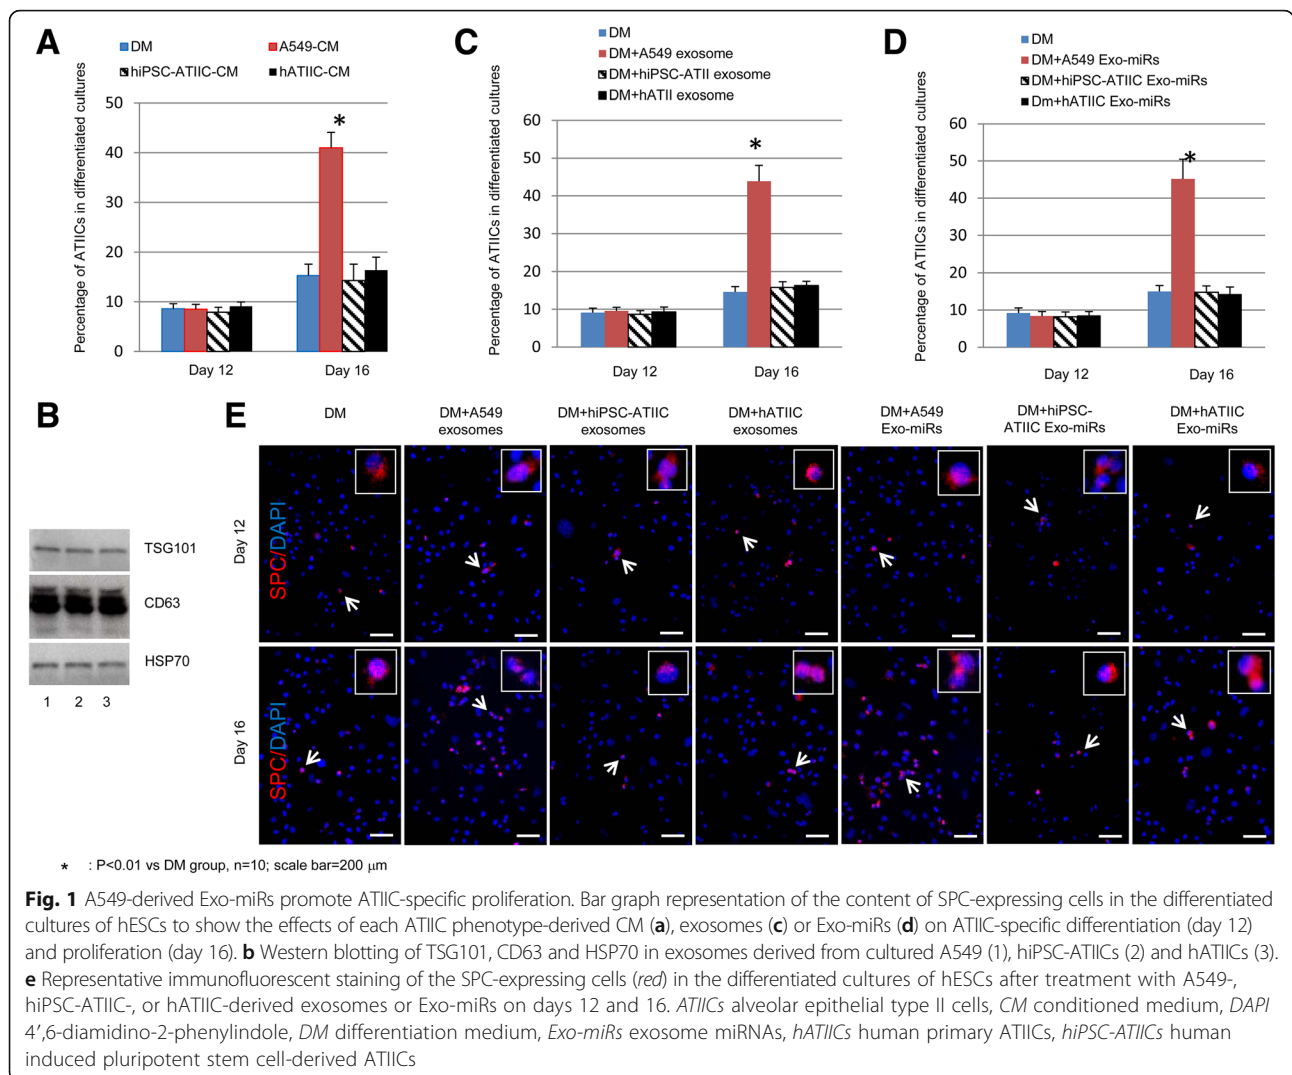 A
DM
A549-CM
hiPSC-ATIIC-CM
hATIIC-CM
Percentage of ATIICs in differentiated cultures
50
40
30
20
10
0
Day 12
Day 16
*
C
DM
DM+A549 exosome
DM+hiPSC-ATII exosome
DM+hATII exosome
Percentage of ATIICs in differentiated cultures
60
50
40
30
20
10
0
Day 12
Day 16
*
D
DM
DM+A549 Exo-miRs
DM+hiPSC-ATIIC Exo-miRs
Dm+hATIIC Exo-miRs
Percentage of ATIICs in differentiated cultures
60
50
40
30
20
10
0
Day 12
Day 16
*
B
TSG101
CD63
HSP70
1 2 3
E
DM
DM+A549
exosomes
DM+hiPSC-ATIIC
exosomes
DM+hATIIC
exosomes
DM+A549
Exo-miRs
DM+hiPSC-
ATIIC Exo-miRs
DM+hATIIC
Exo-miRs
Day 12
SPC/DAPI
Day 16
SPC/DAPI
* : P<0.01 vs DM group, n=10; scale bar=200 μm
Fig. 1 A549-derived Exo-miRs promote ATIIC-specific proliferation. Bar graph representation of the content of SPC-expressing cells in the differentiated
cultures of hESCs to show the effects of each ATIIC phenotype-derived CM (a), exosomes (c) or Exo-miRs (d) on ATIIC-specific differentiation (day 12)
and proliferation (day 16). b Western blotting of TSG101, CD63 and HSP70 in exosomes derived from cultured A549 (1), hiPSC-ATIICs (2) and hATIICs (3).
e Representative immunofluorescent staining of the SPC-expressing cells (red) in the differentiated cultures of hESCs after treatment with A549-,
hiPSC-ATIIC-, or hATIIC-derived exosomes or Exo-miRs on days 12 and 16. ATIICs alveolar epithelial type II cells, CM conditioned medium, DAPI
4′,6-diamidino-2-phenylindole, DM differentiation medium, Exo-miRs exosome miRNAs, hATIICs human primary ATIICs, hiPSC-ATIICs human
induced pluripotent stem cell-derived ATIICs